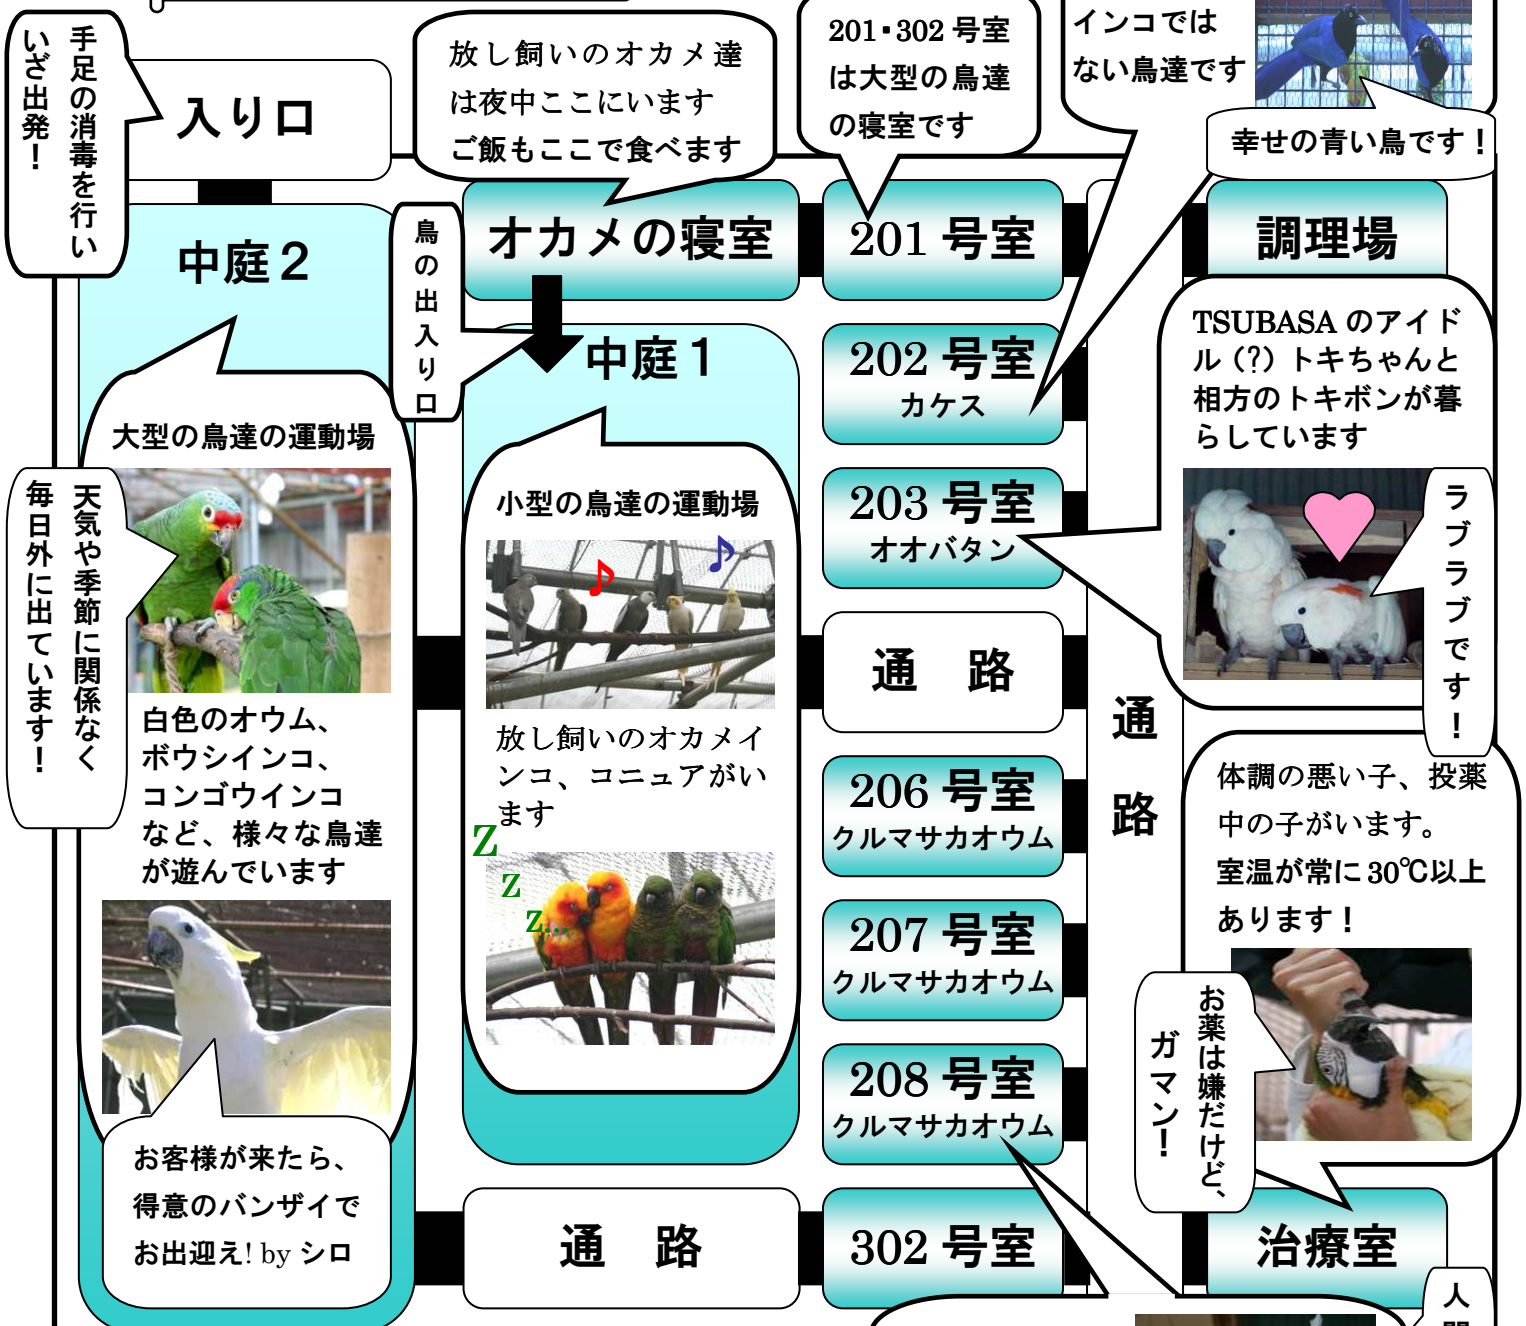 手足の消毒を行い
いざ出発！
入り口
放し飼いのオカメ達
は夜中ここにいます
ご飯もここで食べます
201・302 号室
は大型の鳥達
の寝室です
インコでは
ない鳥達です
幸せの青い鳥です！
中庭２
鳥の出入り口
オカメの寝室
201 号室
調理場
中庭１
202 号室
カケス
TSUBASA のアイド
ル（?）トキちゃんと
相方のトキボンが暮
らしています
大型の鳥達の運動場
天気や季節に関係なく
毎日外に出ています！
小型の鳥達の運動場
203 号室
オオバタン
ラブラブです！
通　路
通　路
白色のオウム、
ボウシインコ、
コンゴウインコ
など、様々な鳥達
が遊んでいます
放し飼いのオカメイ
ンコ、コニュアがい
ます
Z
z
z...
206 号室
クルマサカオウム
体調の悪い子、投薬
中の子がいます。
室温が常に 30℃以上
あります！
207 号室
クルマサカオウム
お薬は嫌だけど、
ガマン！
208 号室
クルマサカオウム
お客様が来たら、
得意のバンザイで
お出迎え! by シロ
通　路
302 号室
治療室
人